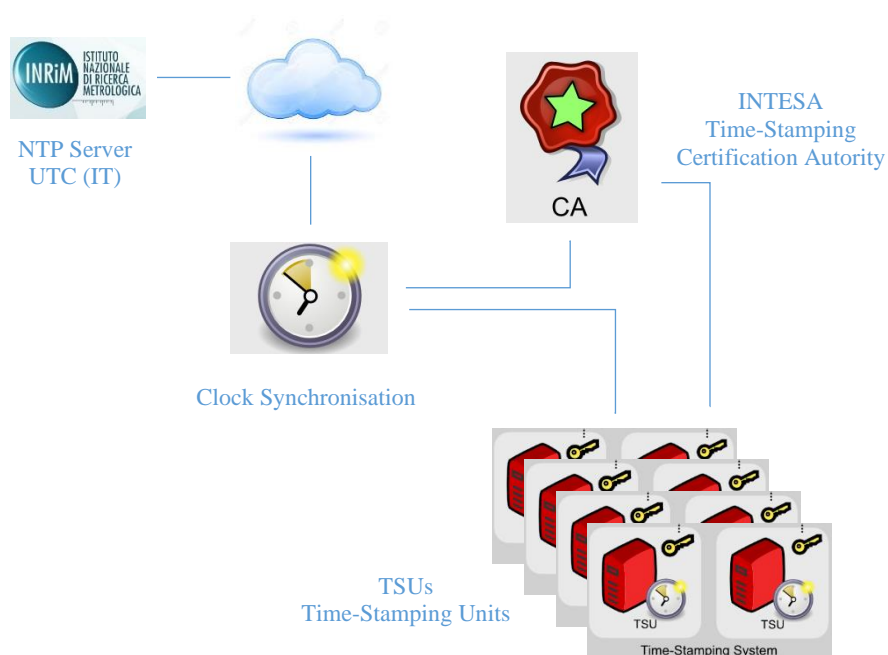 INRiM
ISTITUTO
NAZIONALE
DI RICERCA
METROLOGICA
NTP Server
UTC (IT)
CA
INTESA
Time-Stamping
Certification Autority
Clock Synchronisation
TSUs
Time-Stamping Units
TSU
TSU
Time-Stamping System